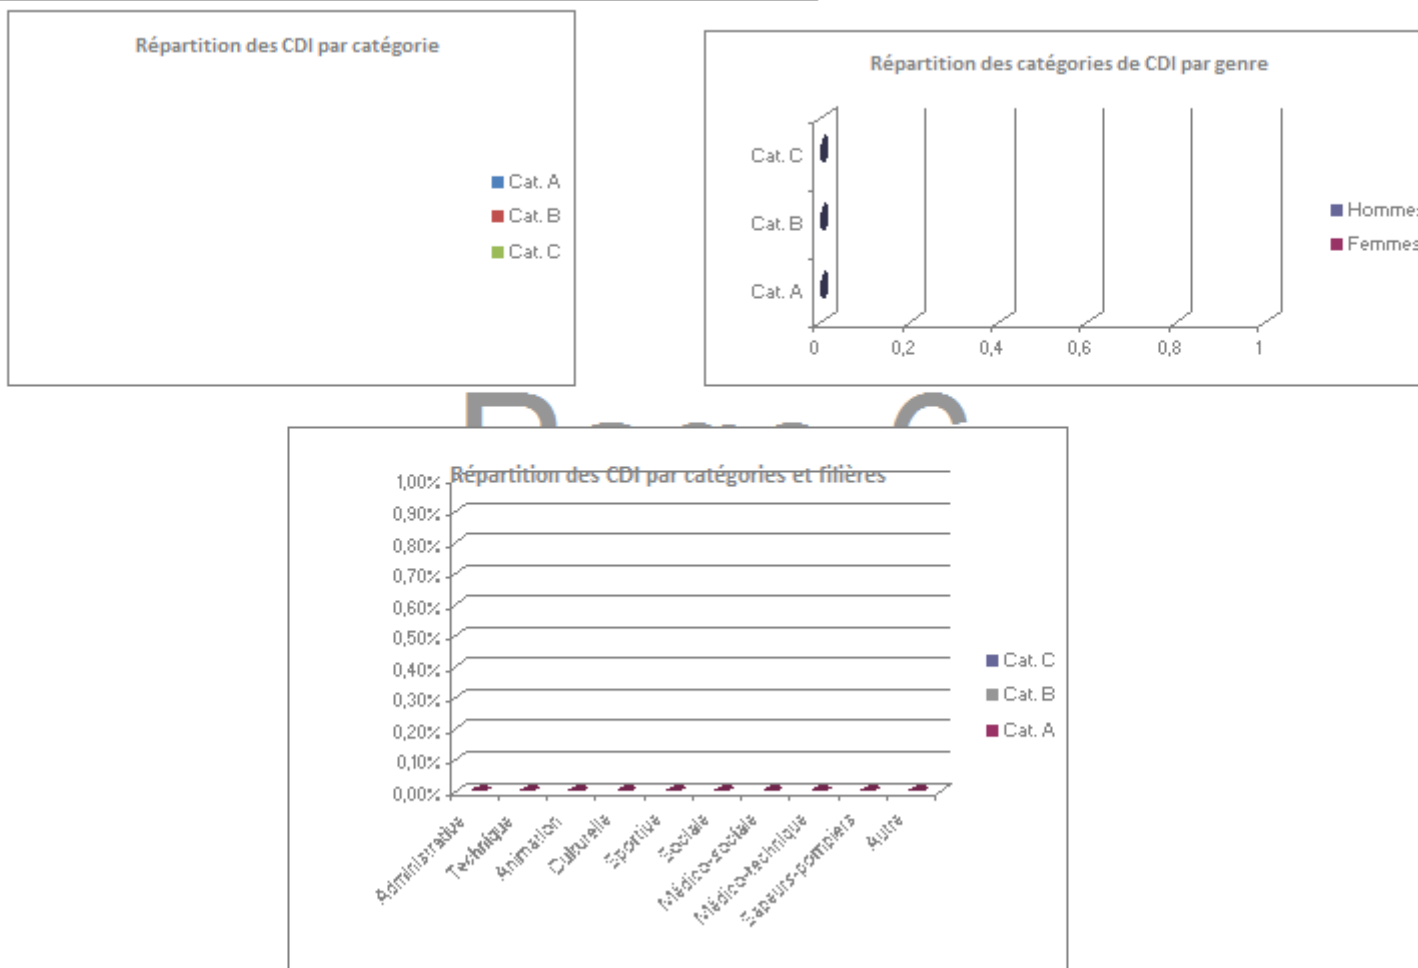 Répartition des CDI par catégorie
Cat. A
Cat. B
Cat. C
Répartition des catégories de CDI par genre
Cat. C
Cat. B
Cat. A
0 0,2 0,4 0,6 0,8 1
Hommes
Femmes
Répartition des CDI par catégories et filières
1,00%
0,90%
0,80%
0,70%
0,60%
0,50%
0,40%
0,30%
0,20%
0,10%
0,00%
Administrative
Technique
Animation
Culturelle
Sportive
Sociale
Médico-sociale
Médico-technique
Sapeurs-pompiers
Autre
Cat. C
Cat. B
Cat. A